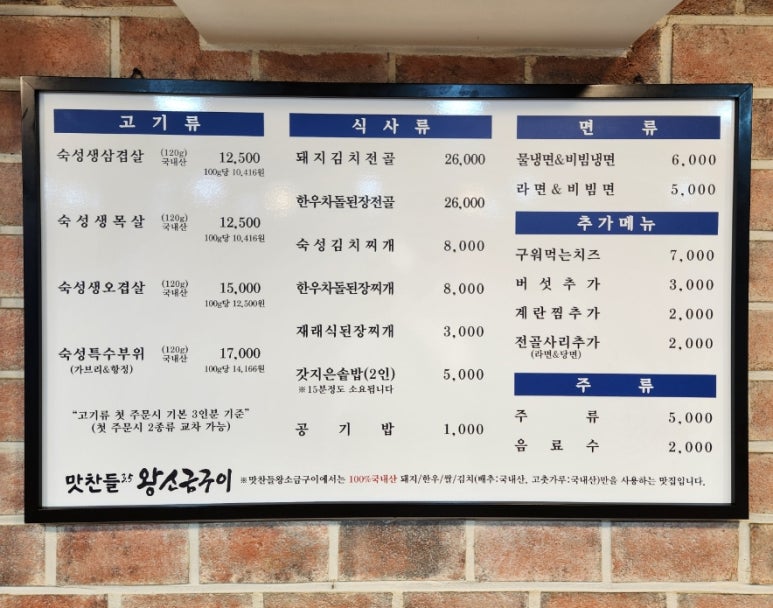 고기류
숙성생삼겹살 (120g) 국내산 12,500
100g당 10,416원
숙성생목살 (120g) 국내산 12,500
100g당 10,416원
숙성생오겹살 (120g) 국내산 15,000
100g당 12,500원
숙성특수부위 (120g) 국내산 17,000
(가브리&항정) 100g당 14,166원
"고기류 첫 주문시 기본 3인분 기준"
(첫 주문시 2종류 교차 가능)
식사류
돼지김치전골 26,000
한우차돌된장전골 26,000
숙성김치찌개 8,000
한우차돌된장찌개 8,000
재래식된장찌개 3,000
갓지은솥밥(2인) 5,000
※15분정도 소요됩니다
공기밥 1,000
면류
물냉면&비빔냉면 6,000
라면&비빔면 5,000
추가메뉴
구워먹는치즈 7,000
버섯추가 3,000
계란찜추가 2,000
전골사리추가 2,000
(라면&당면)
주류
주류 5,000
음료수 2,000
맛찬들 3.5 왕소금구이 ※맛찬들왕소금구이에서는 100%국내산 돼지/한우/쌀/김치(배추:국내산, 고춧가루:국내산)만을 사용하는 맛집입니다.